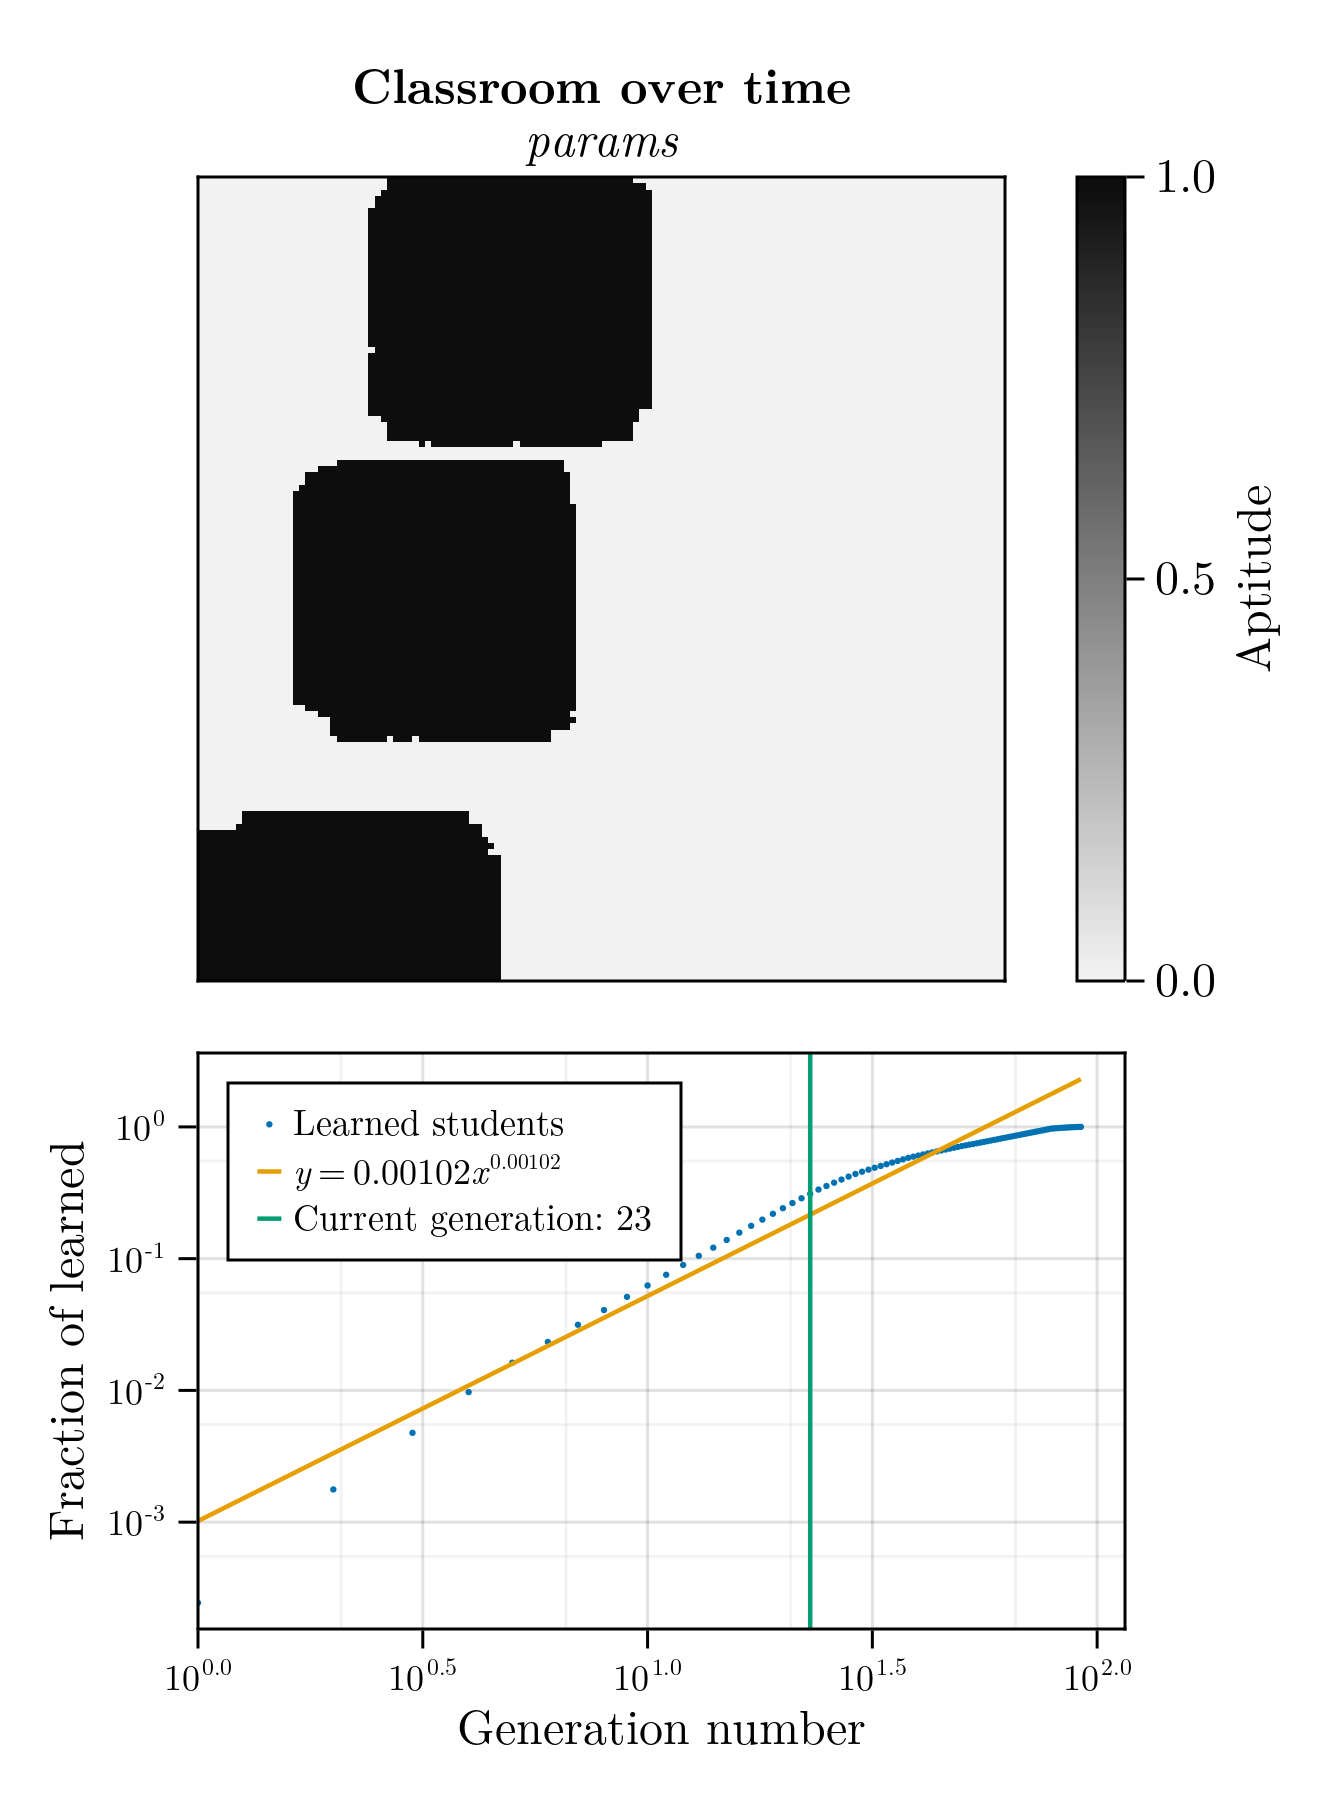 Classroom over time
params
1.0
0.5
0.0
Aptitude
Learned students
y = 0.00102x^0.00102
Current generation: 23
10^0
10^-1
10^-2
10^-3
Fraction of learned
10^0.0 10^0.5 10^1.0 10^1.5 10^2.0
Generation number